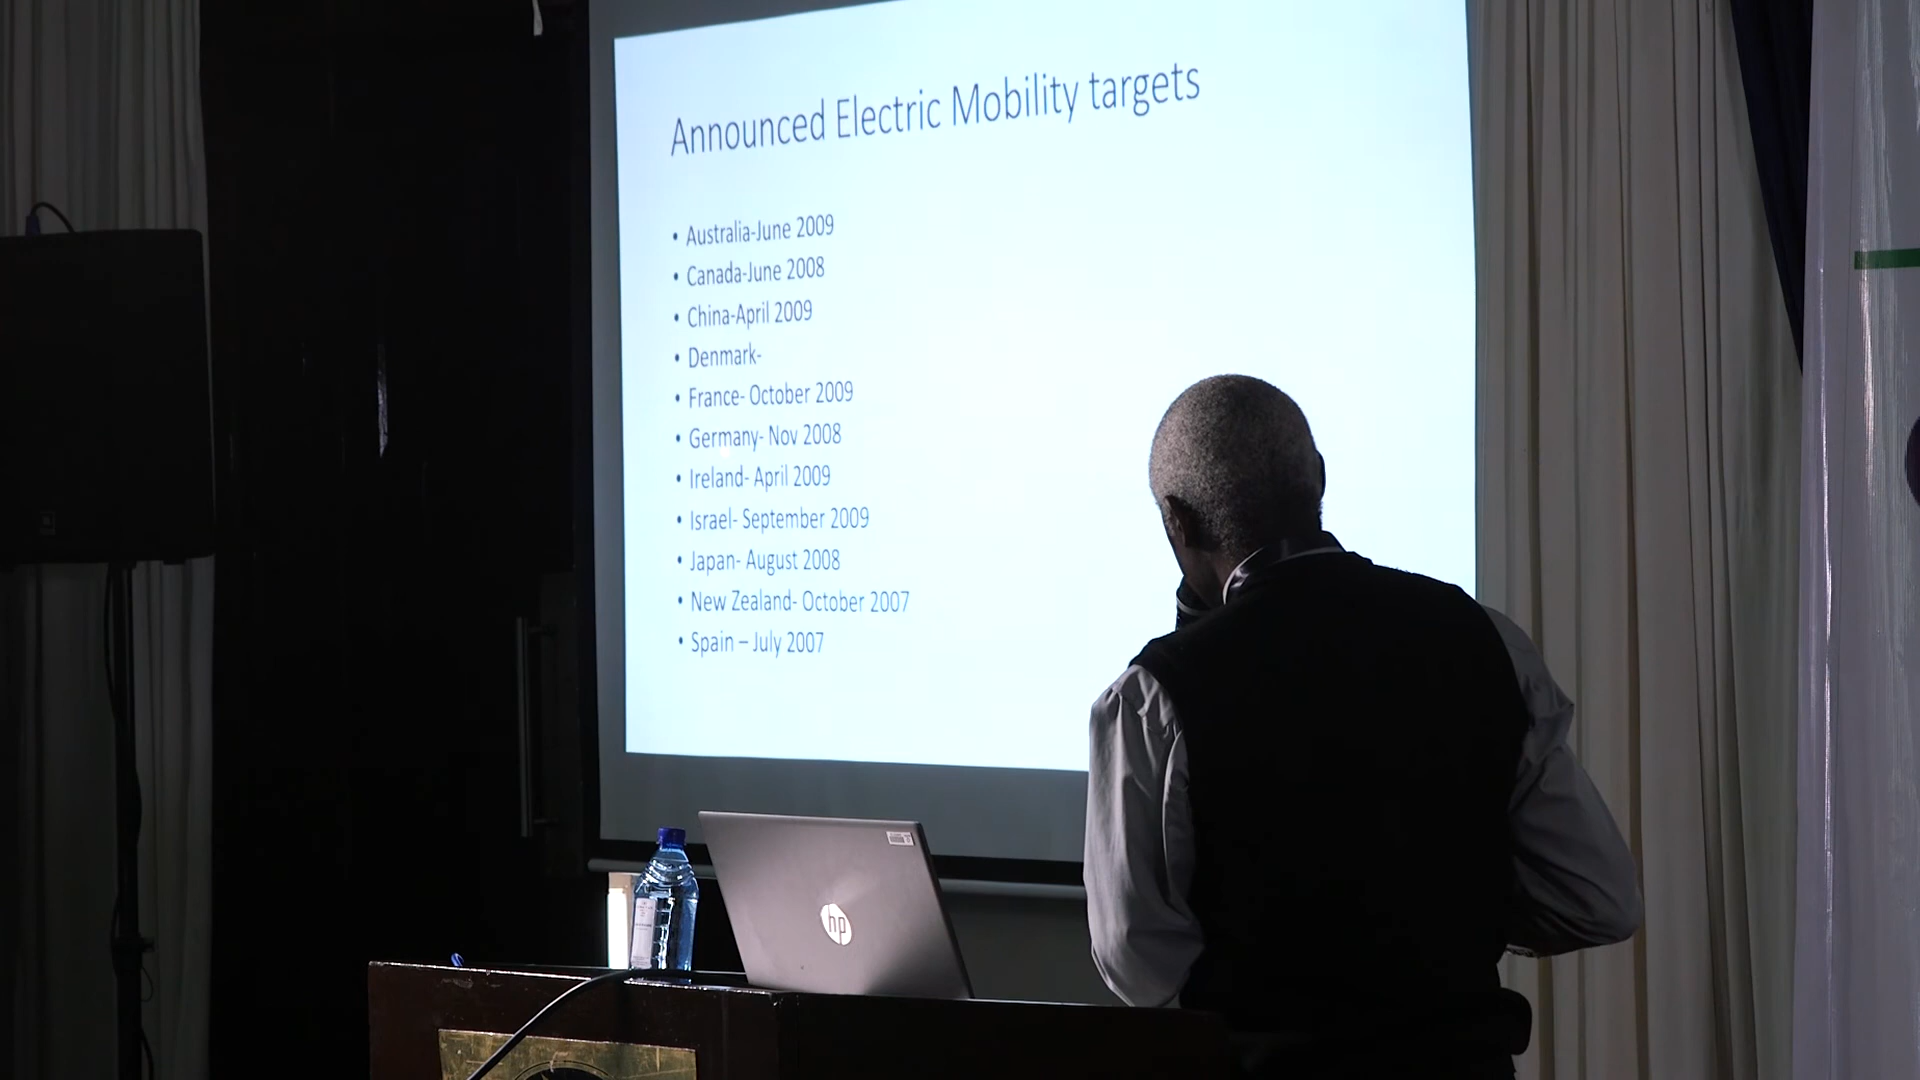 Announced Electric Mobility targets
• Australia-June 2009
• Canada-June 2008
• China-April 2009
• Denmark-
• France- October 2009
• Germany- Nov 2008
• Ireland- April 2009
• Israel- September 2009
• Japan- August 2008
• New Zealand- October 2007
• Spain – July 2007
hp